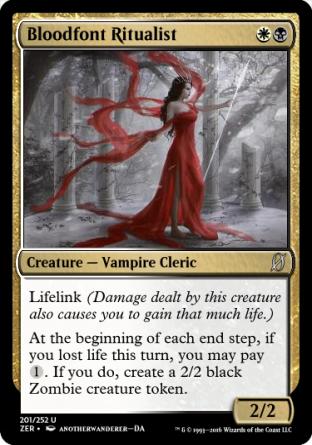 Bloodfont Ritualist
Creature — Vampire Cleric
Lifelink (Damage dealt by this creature
also causes you to gain that much life.)
At the beginning of each end step, if
you lost life this turn, you may pay
1. If you do, create a 2/2 black
Zombie creature token.
2/2
201/252 U
ZER • ANOTHERWANDERER—DA
™ & © 1993–2016 Wizards of the Coast LLC